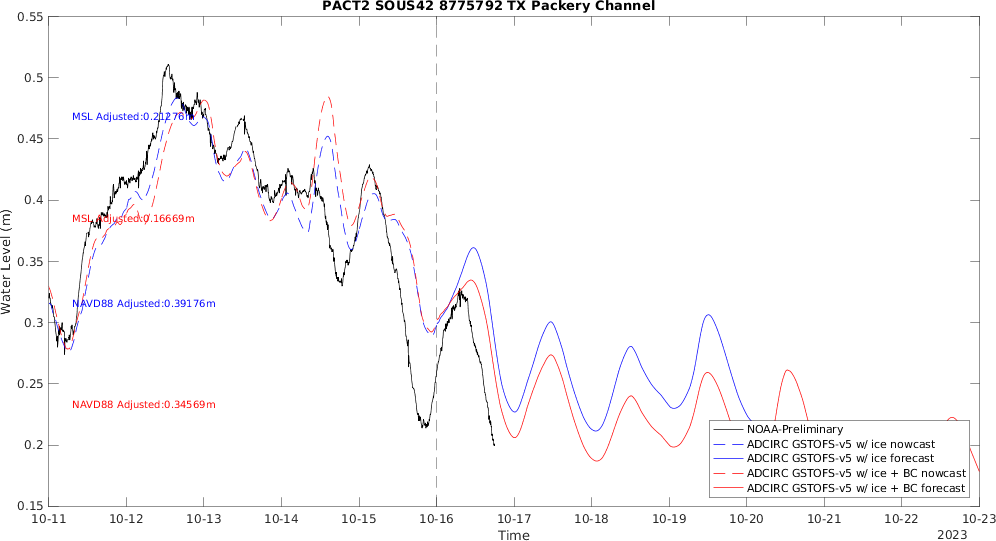 PACT2 SOUS42 8775792 TX Packery Channel
0.55
0.5
0.45
0.4
0.35
0.3
0.25
0.2
0.15
Water Level (m)
MSL Adjusted:0.21276m
MSL Adjusted:0.16669m
NAVD88 Adjusted:0.39176m
NAVD88 Adjusted:0.34569m
NOAA-Preliminary
ADCIRC GSTOFS-v5 w/ ice nowcast
ADCIRC GSTOFS-v5 w/ ice forecast
ADCIRC GSTOFS-v5 w/ ice + BC nowcast
ADCIRC GSTOFS-v5 w/ ice + BC forecast
10-11 10-12 10-13 10-14 10-15 10-16 10-17 10-18 10-19 10-20 10-21 10-22 10-23
Time
2023